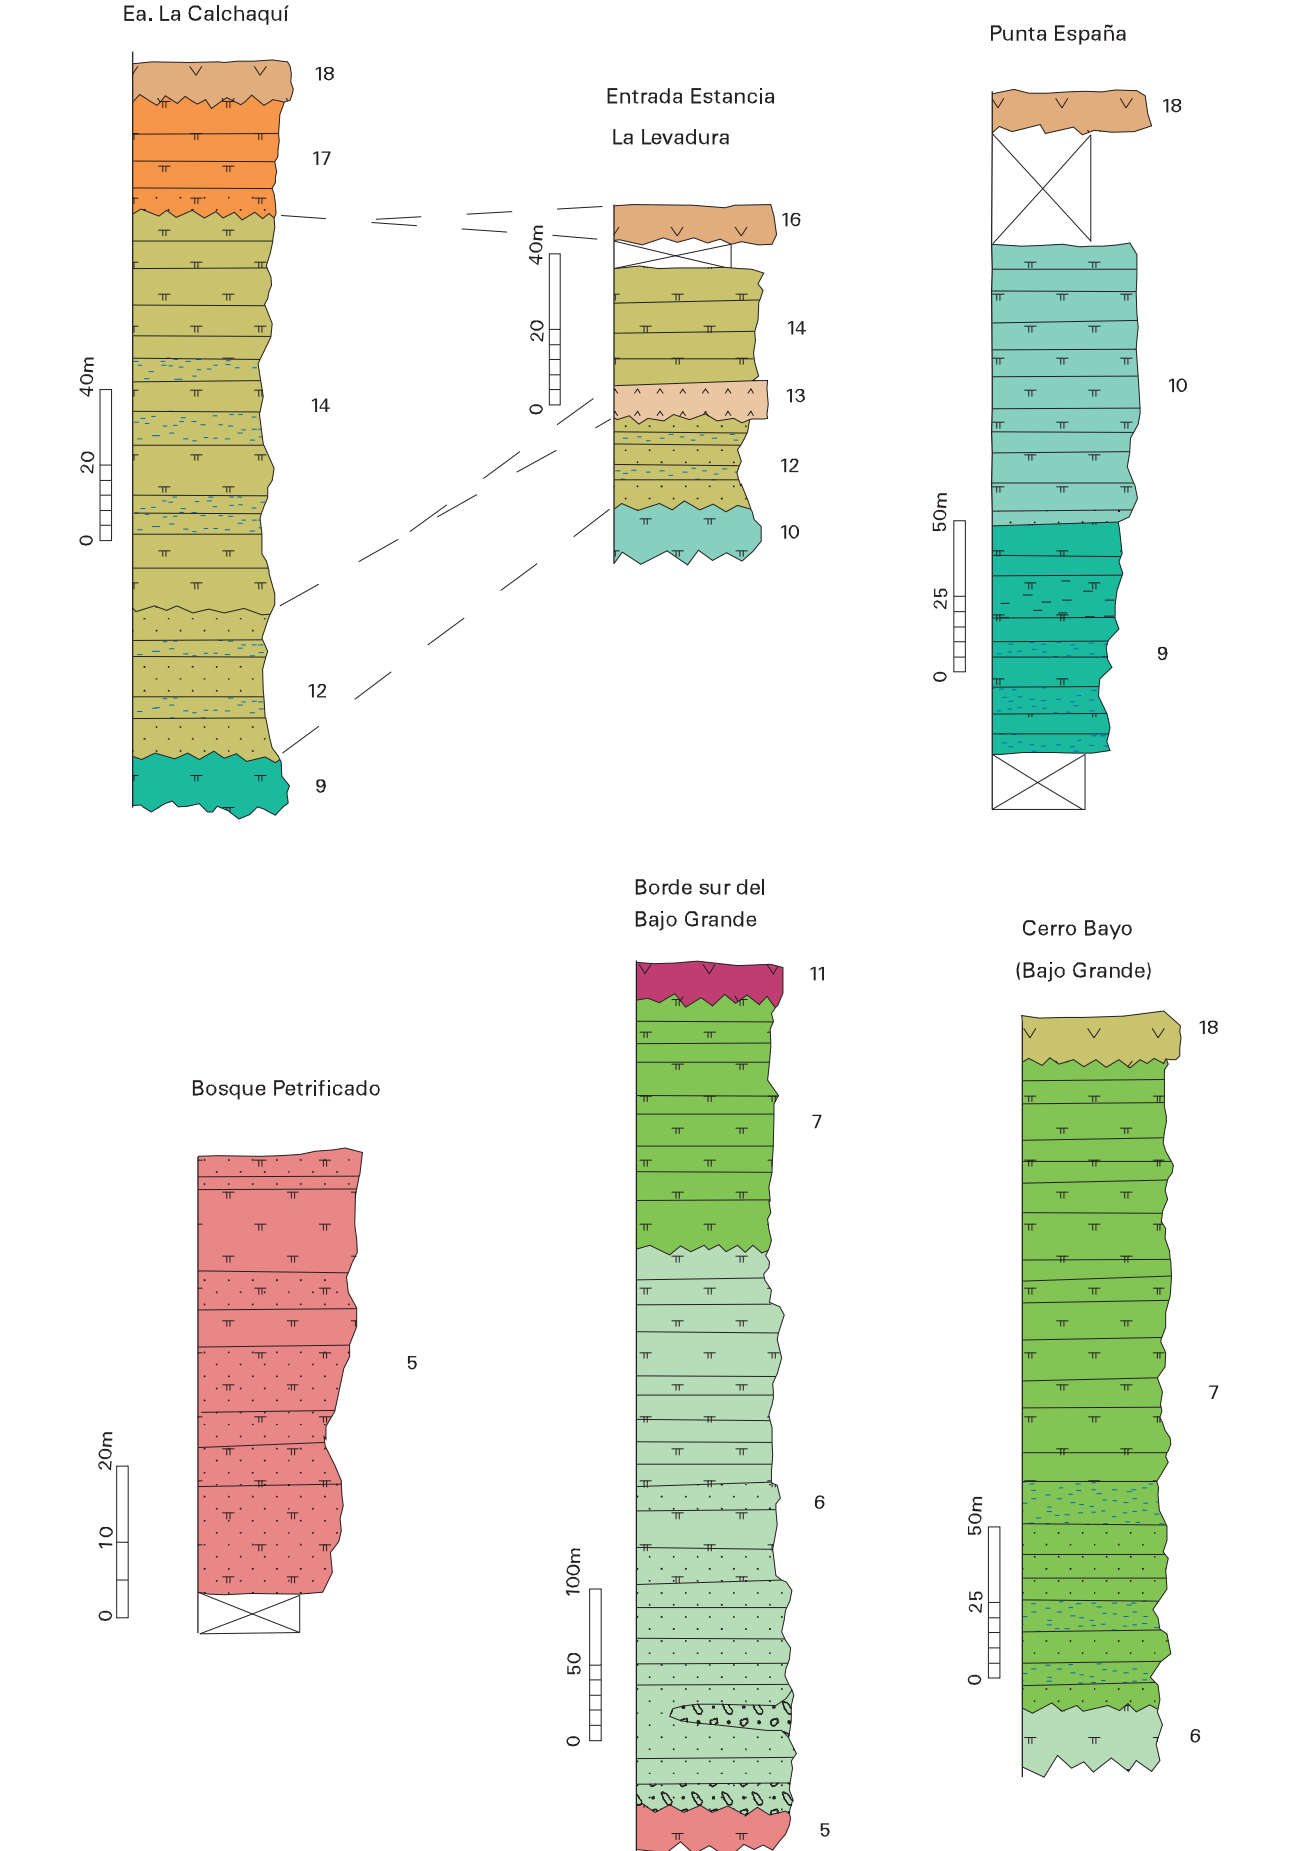 Ea. La Calchaquí
18
17
14
12
9
40m
20
0
Entrada Estancia
La Levadura
16
14
13
12
10
40m
20
0
Punta España
18
10
9
50m
25
0
Bosque Petrificado
5
20m
10
0
Borde sur del
Bajo Grande
11
7
6
5
100m
50
0
Cerro Bayo
(Bajo Grande)
18
7
6
50m
25
0